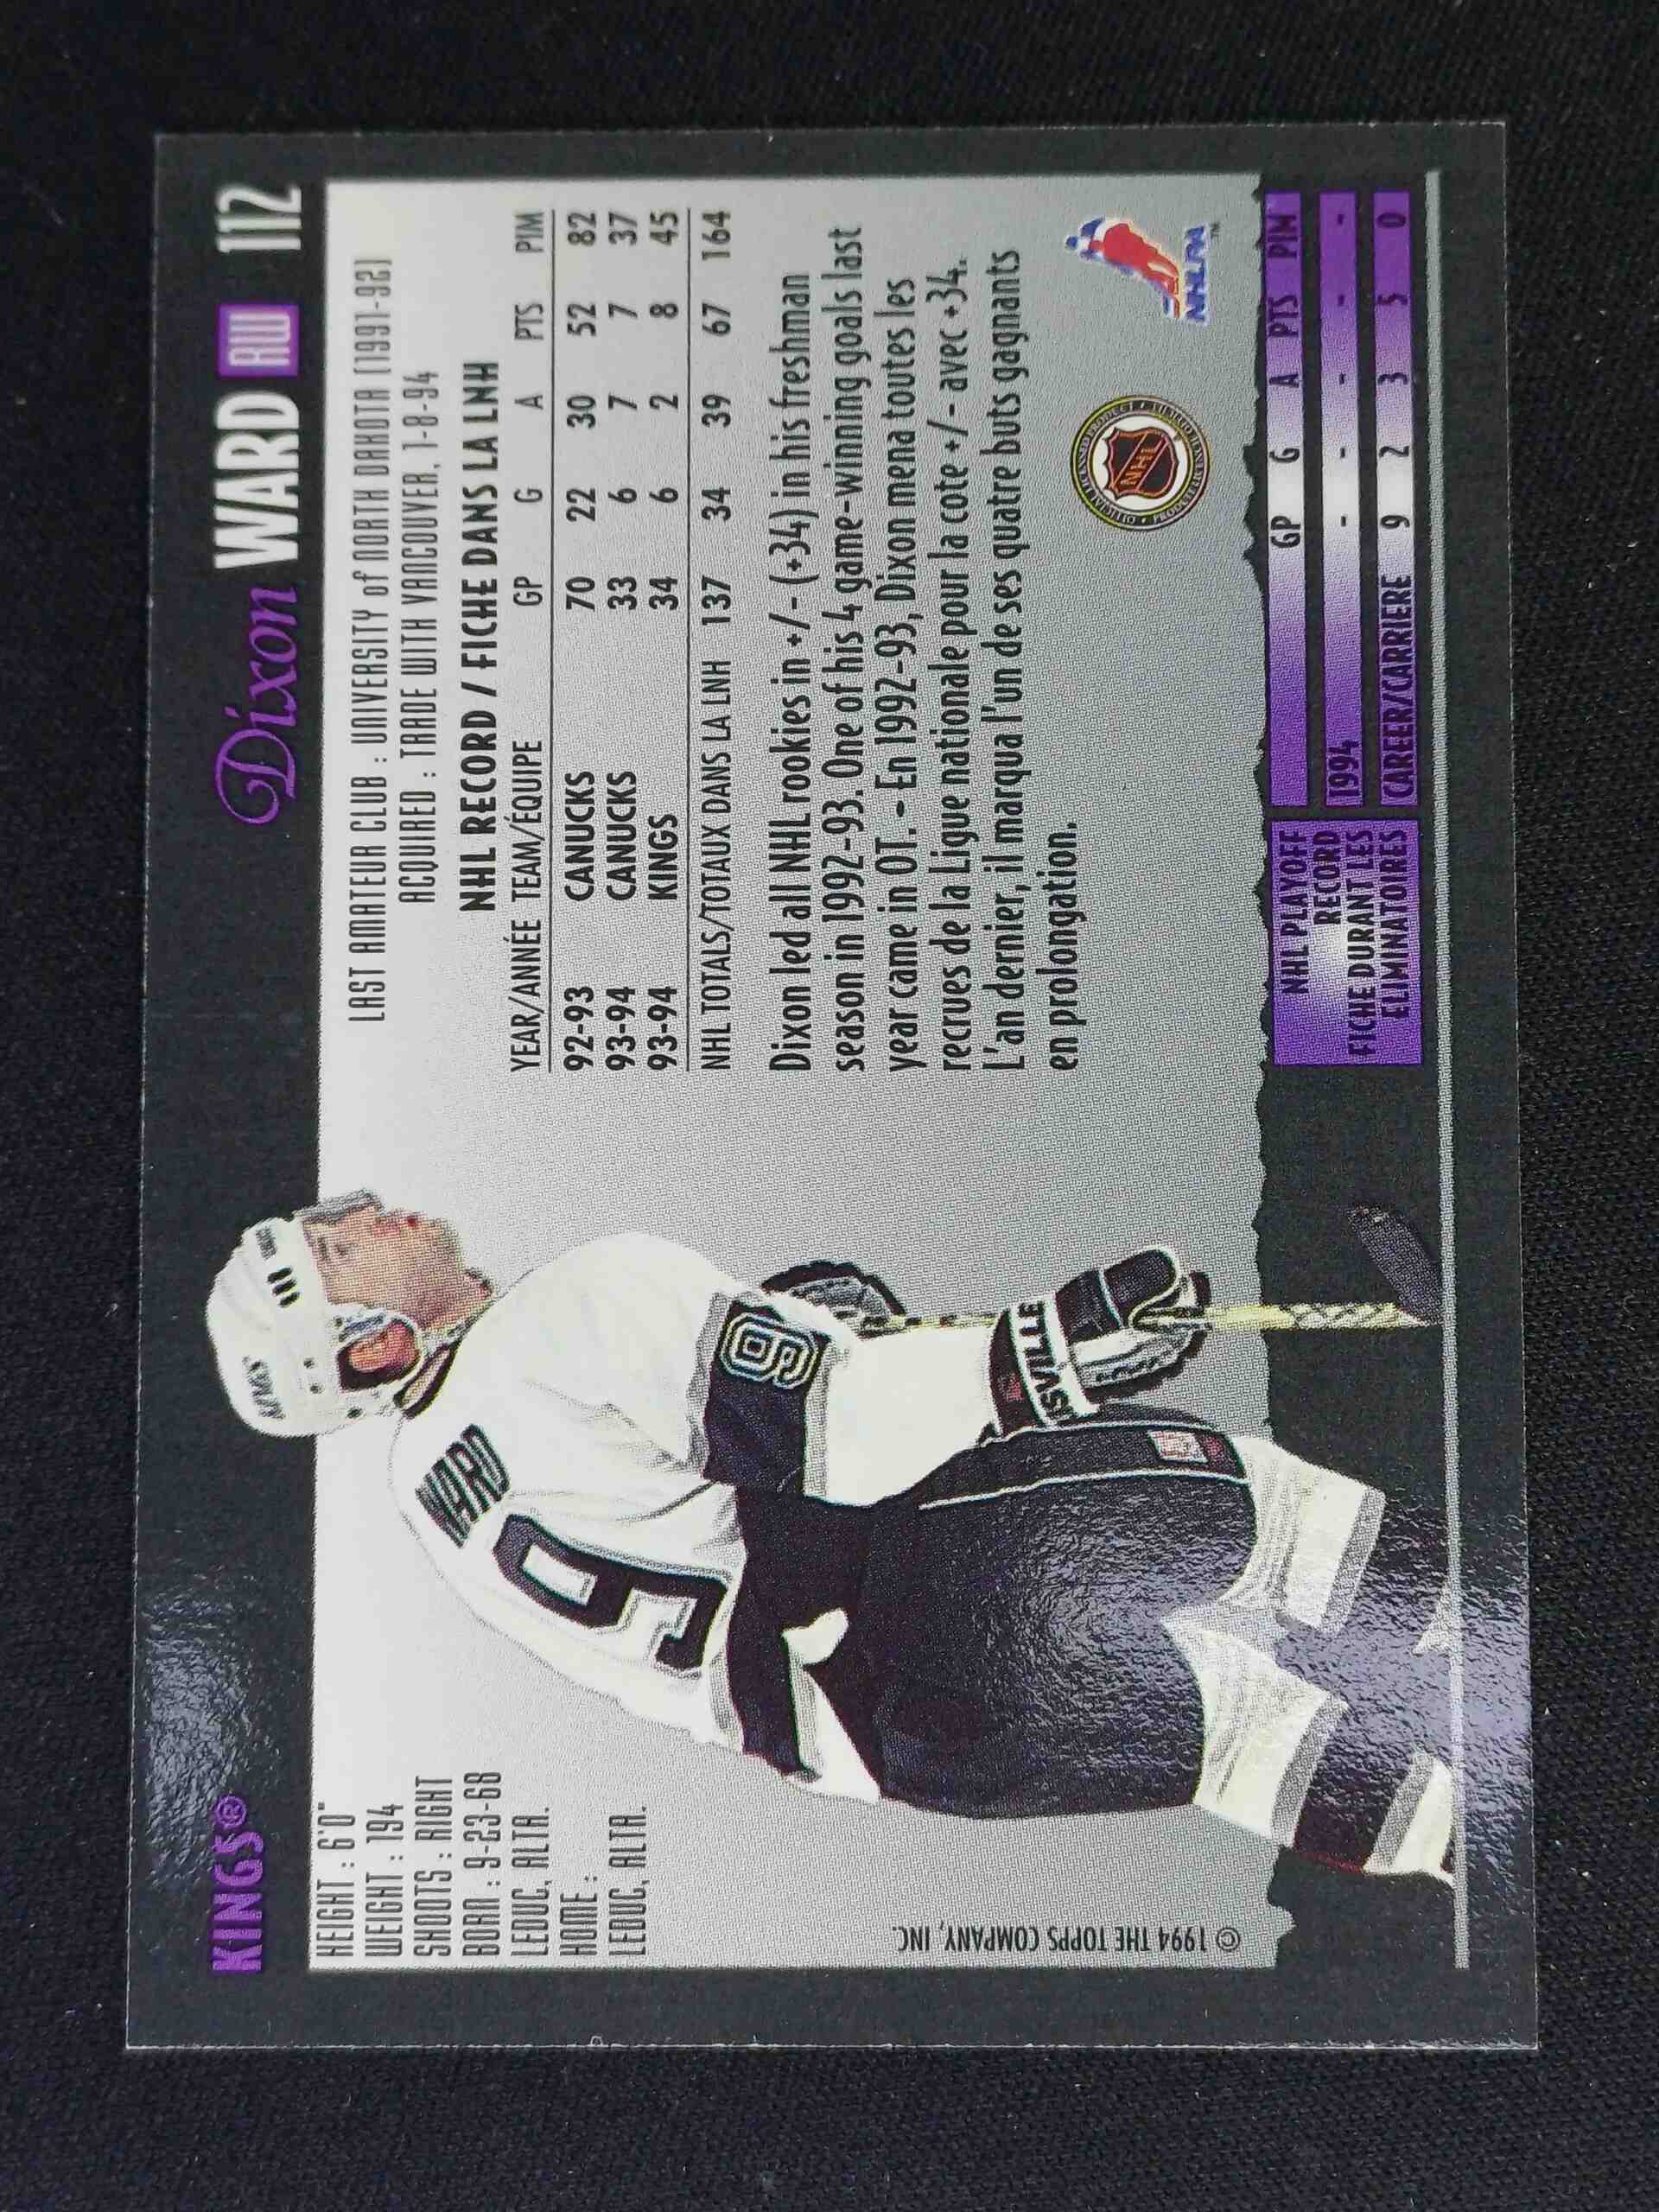 KINGS®
Dixon WARD RW 112
HEIGHT : 6'0"
WEIGHT : 194
SHOOTS : RIGHT
BORN : 9-23-68
LEDUC, ALTA.
HOME :
LEDUC, ALTA.
© 1994 THE TOPPS COMPANY, INC.
KINGS
WARD
9
ISVILLE
LAST AMATEUR CLUB : UNIVERSITY of NORTH DAKOTA (1991-92)
ACQUIRED : TRADE WITH VANCOUVER, 1-8-94
NHL RECORD / FICHE DANS LA LNH
YEAR/ANNÉE TEAM/ÉQUIPE GP G A PTS PIM
92-93 CANUCKS 70 22 30 52 82
93-94 CANUCKS 33 6 7 7 37
93-94 KINGS 34 6 2 8 45
NHL TOTALS/TOTAUX DANS LA LNH 137 34 39 67 164
Dixon led all NHL rookies in +/- (+34) in his freshman
season in 1992-93. One of his 4 game-winning goals last
year came in OT. - En 1992-93, Dixon mena toutes les
recrues de la Ligue nationale pour la cote +/- avec +34.
L'an dernier, il marqua l'un de ses quatre buts gagnants
en prolongation.
NHL
NHLPA™
NHL PLAYOFF
RECORD
FICHE DURANT LES
ELIMINATOIRES
GP G A PTS PIM
1994 - - - - -
CAREER/CARRIERE 9 2 3 5 0